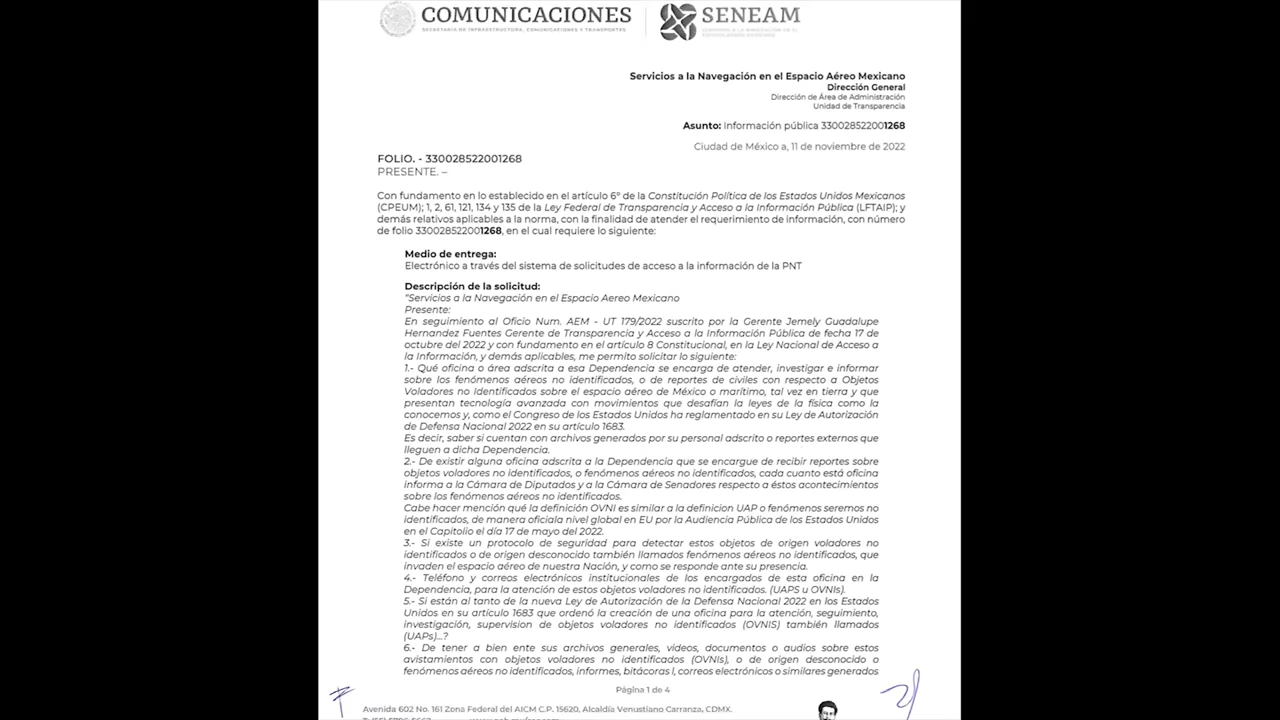 COMUNICACIONES
SECRETARÍA DE INFRAESTRUCTURA, COMUNICACIONES Y TRANSPORTES
SENEAM
Servicios a la Navegación en el Espacio Aéreo Mexicano
Dirección General
Dirección de Área de Administración
Unidad de Transparencia
Asunto: Información pública 330028522001268
Ciudad de México a, 11 de noviembre de 2022
FOLIO. - 330028522001268
PRESENTE. –
Con fundamento en lo establecido en el artículo 6° de la Constitución Política de los Estados Unidos Mexicanos
(CPEUM); 1, 2, 61, 121, 134 y 135 de la Ley Federal de Transparencia y Acceso a la Información Pública (LFTAIP); y
demás relativos aplicables a la norma, con la finalidad de atender el requerimiento de información, con número
de folio 330028522001268, en el cual requiere lo siguiente:
Medio de entrega:
Electrónico a través del sistema de solicitudes de acceso a la información de la PNT
Descripción de la solicitud:
"Servicios a la Navegación en el Espacio Aereo Mexicano
Presente:
En seguimiento al Oficio Num. AEM - UT 179/2022 suscrito por la Gerente Jemely Guadalupe
Hernandez Fuentes Gerente de Transparencia y Acceso a la Información Pública de fecha 17 de
octubre del 2022 y con fundamento en el artículo 8 Constitucional, en la Ley Nacional de Acceso a
la Información, y demás aplicables, me permito solicitar lo siguiente:
1.- Qué oficina o área adscrita a esa Dependencia se encarga de atender, investigar e informar
sobre los fenómenos aéreos no identificados, o de reportes de civiles con respecto a Objetos
Voladores no Identificados sobre el espacio aéreo de México o marítimo, tal vez en tierra y que
presentan tecnología avanzada con movimientos que desafían la leyes de la física como la
conocemos y, como el Congreso de los Estados Unidos ha reglamentado en su Ley de Autorización
de Defensa Nacional 2022 en su artículo 1683.
Es decir, saber si cuentan con archivos generados por su personal adscrito o reportes externos que
lleguen a dicha Dependencia.
2.- De existir alguna oficina adscrita a la Dependencia que se encargue de recibir reportes sobre
objetos voladores no identificados, o fenómenos aéreos no identificados, cada cuanto está oficina
informa a la Cámara de Diputados y a la Cámara de Senadores respecto a éstos acontecimientos
sobre los fenómenos aéreos no identificados.
Cabe hacer mención qué la definición OVNI es similar a la definicion UAP o fenómenos seremos no
identificados, de manera oficiala nivel global en EU por la Audiencia Pública de los Estados Unidos
en el Capitolio el día 17 de mayo del 2022.
3.- Si existe un protocolo de seguridad para detectar estos objetos de origen voladores no
identificados o de origen desconocido también llamados fenómenos aéreos no identificados, que
invaden el espacio aéreo de nuestra Nación, y como se responde ante su presencia.
4.- Teléfono y correos electrónicos institucionales de los encargados de esta oficina en la
Dependencia, para la atención de estos objetos voladores no identificados. (UAPS u OVNIs).
5.- Si están al tanto de la nueva Ley de Autorización de la Defensa Nacional 2022 en los Estados
Unidos en su artículo 1683 que ordenó la creación de una oficina para la atención, seguimiento,
investigación, supervision de objetos voladores no identificados (OVNIS) también llamados
(UAPs)...?
6.- De tener a bien ente sus archivos generales, videos, documentos o audios sobre estos
avistamientos con objetos voladores no identificados (OVNIs), o de origen desconocido o
fenómenos aéreos no identificados, informes, bitácoras l, correos electrónicos o similares generados
Página 1 de 4
Avenida 602 No. 161 Zona Federal del AICM C.P. 15620, Alcaldía Venustiano Carranza, CDMX.